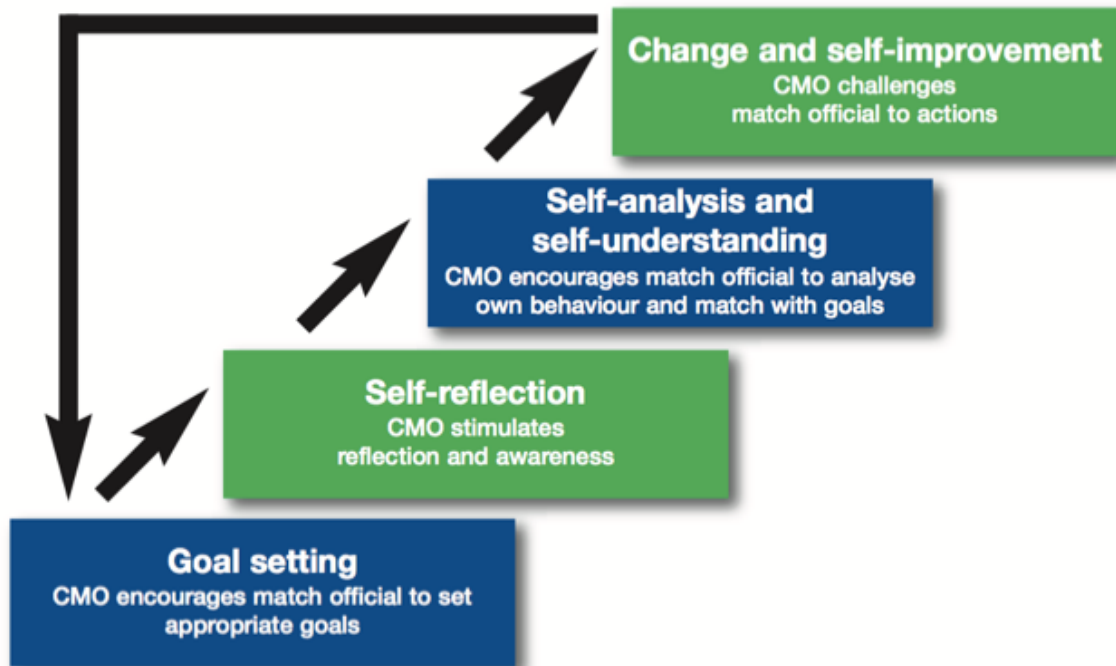 Change and self-improvement
CMO challenges
match official to actions
Self-analysis and
self-understanding
CMO encourages match official to analyse
own behaviour and match with goals
Self-reflection
CMO stimulates
reflection and awareness
Goal setting
CMO encourages match official to set
appropriate goals